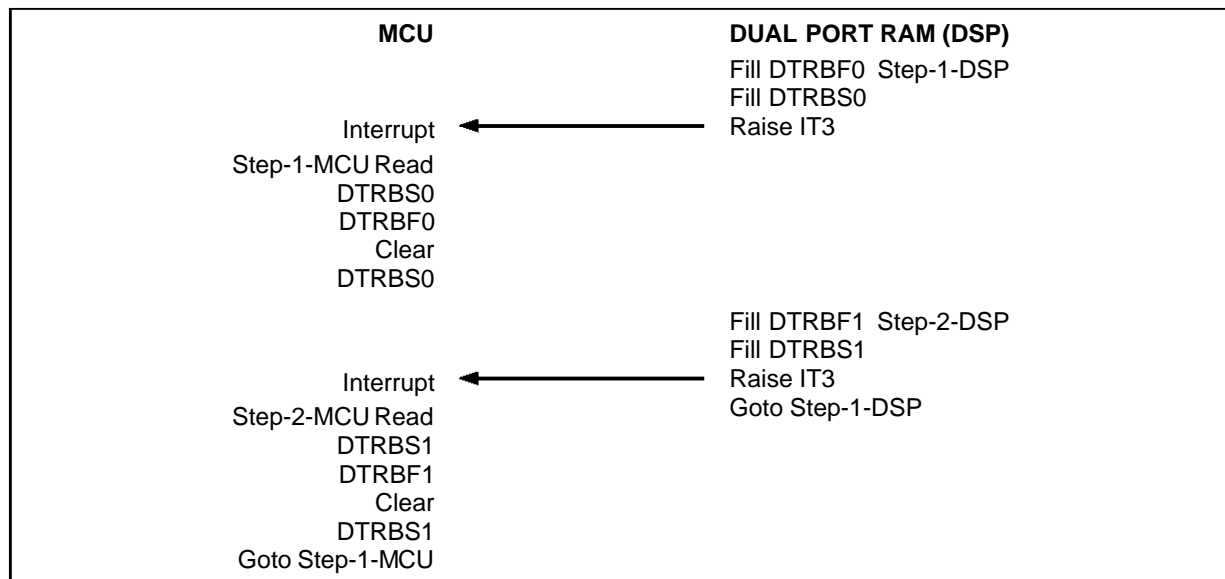 MCU DUAL PORT RAM (DSP)
Fill DTRBF0 Step-1-DSP
Fill DTRBS0
Interrupt Raise IT3
Step-1-MCU Read
DTRBS0
DTRBF0
Clear
DTRBS0
Fill DTRBF1 Step-2-DSP
Fill DTRBS1
Interrupt Raise IT3
Goto Step-1-DSP
Step-2-MCU Read
DTRBS1
DTRBF1
Clear
DTRBS1
Goto Step-1-MCU